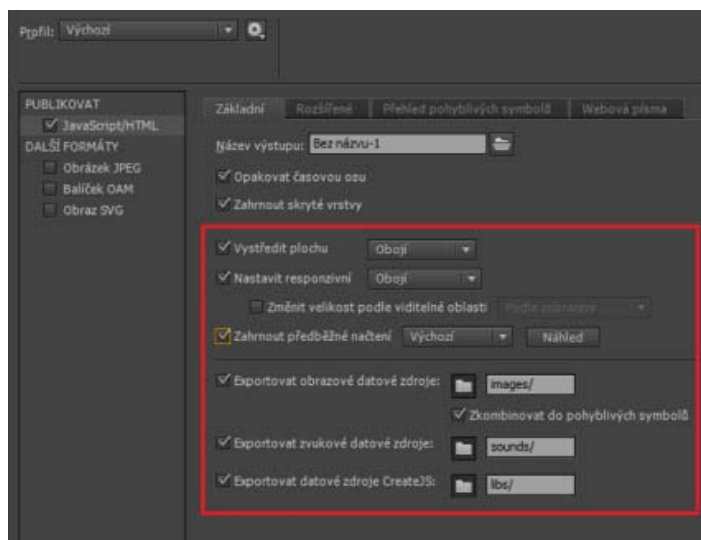 Profil: Výchozí
PUBLIKOVAT
JavaScript/HTML
DALŠÍ FORMÁTY
Obrázek JPEG
Balíček OAM
Obraz SVG
Základní Rozšířené Přehled pohyblivých symbolů Webová písma
Název výstupu: Bez názvu-1
Opakovat časovou osu
Zahrnout skryté vrstvy
Vystředit plochu Obojí
Nastavit responzivní Obojí
Změnit velikost podle viditelné oblasti Podle zobrazení
Zahrnout předběžné načtení Výchozí Náhled
Exportovat obrazové datové zdroje: images/
Zkombinovat do pohyblivých symbolů
Exportovat zvukové datové zdroje: sounds/
Exportovat datové zdroje CreateJS: libs/